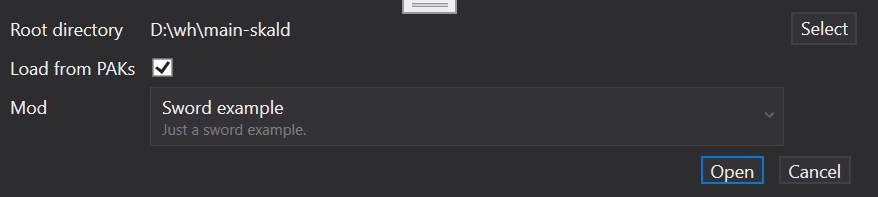 Root directory D:\wh\main-skald Select
Load from PAKs
Mod Sword example
Just a sword example.
Open Cancel